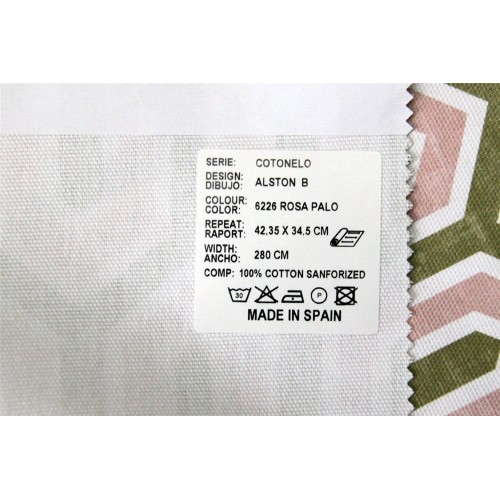 SERIE: COTONELO
DESIGN:
DIBUJO: ALSTON B
COLOUR:
COLOR: 6226 ROSA PALO
REPEAT:
RAPORT: 42,35 X 34,5 CM
WIDTH:
ANCHO: 280 CM
COMP: 100% COTTON SANFORIZED
30 P
MADE IN SPAIN